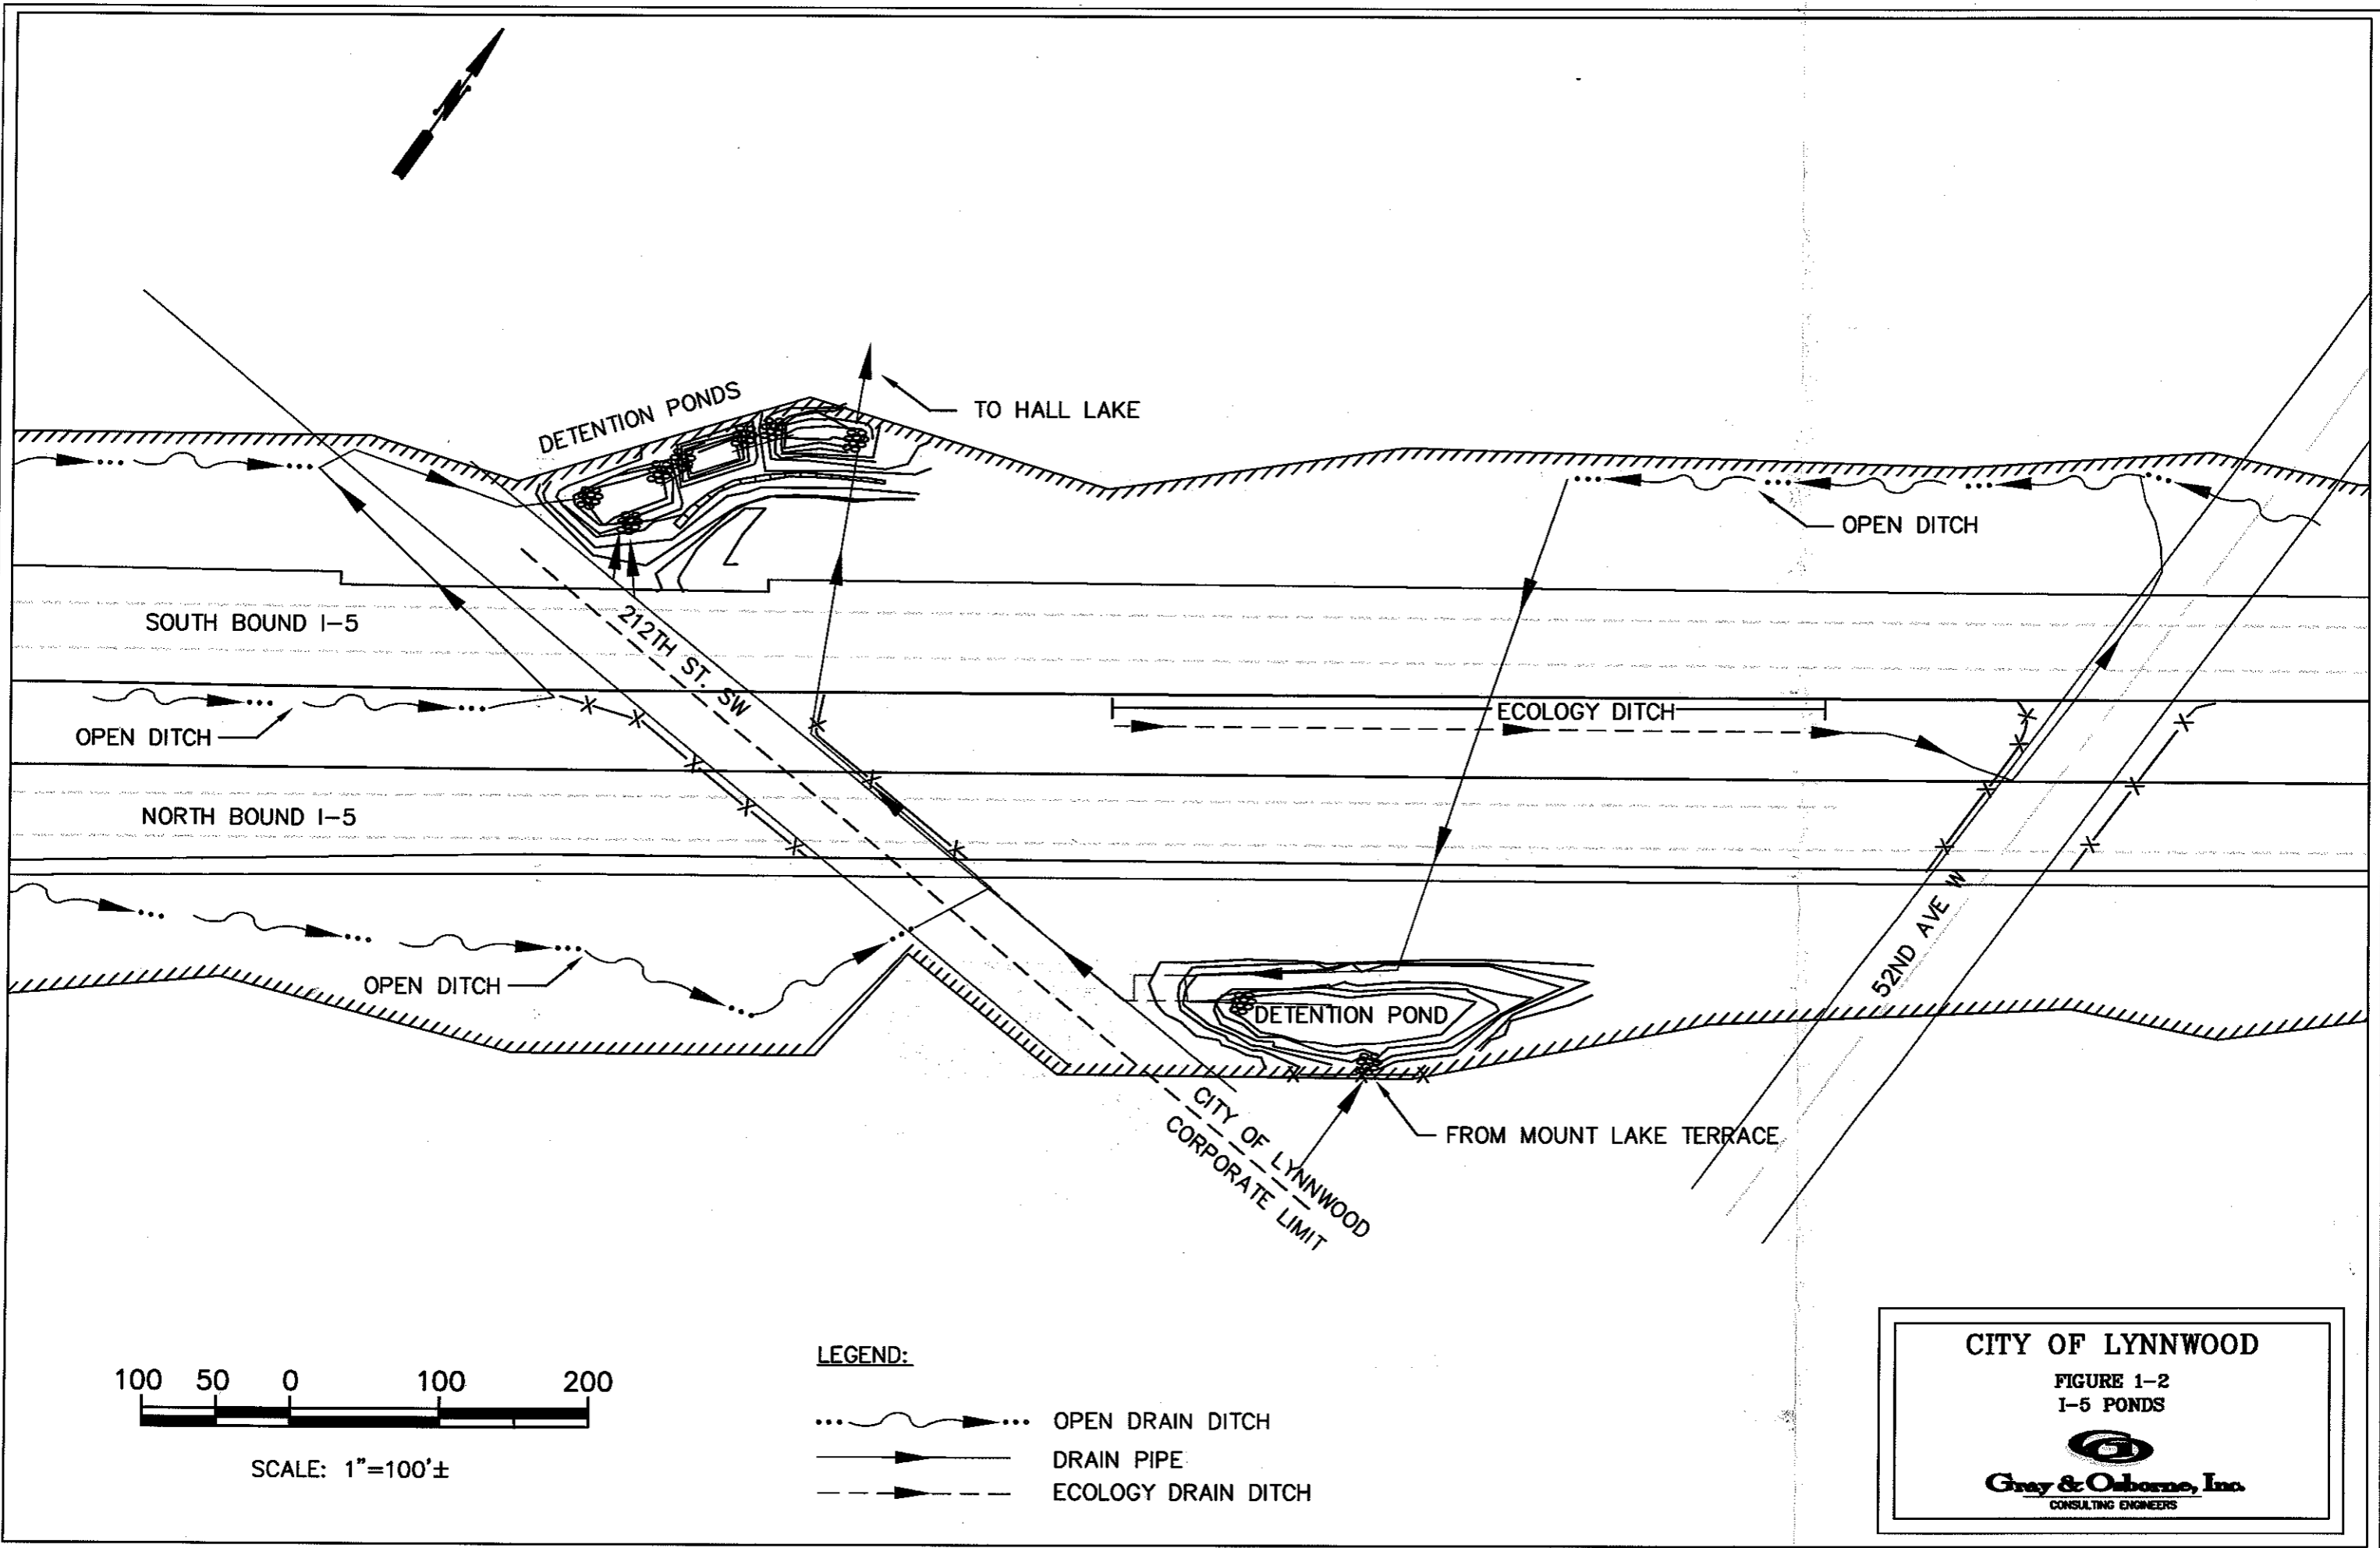 DETENTION PONDS
TO HALL LAKE
OPEN DITCH
SOUTH BOUND I-5
212TH ST. SW
OPEN DITCH
ECOLOGY DITCH
NORTH BOUND I-5
52ND AVE W
OPEN DITCH
DETENTION POND
FROM MOUNT LAKE TERRACE
CITY OF LYNNWOOD
CORPORATE LIMIT
100 50 0 100 200
SCALE: 1"=100'±
LEGEND:
OPEN DRAIN DITCH
DRAIN PIPE
ECOLOGY DRAIN DITCH
CITY OF LYNNWOOD
FIGURE 1-2
I-5 PONDS
Gray & Osborne, Inc.
CONSULTING ENGINEERS